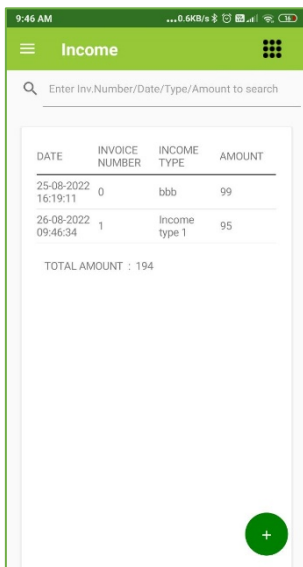 9:46 AM ...0.6KB/s 16
Income
Enter Inv.Number/Date/Type/Amount to search
DATE INVOICE NUMBER INCOME TYPE AMOUNT
25-08-2022 16:19:11 0 bbb 99
26-08-2022 09:46:34 1 Income type 1 95
TOTAL AMOUNT : 194
+